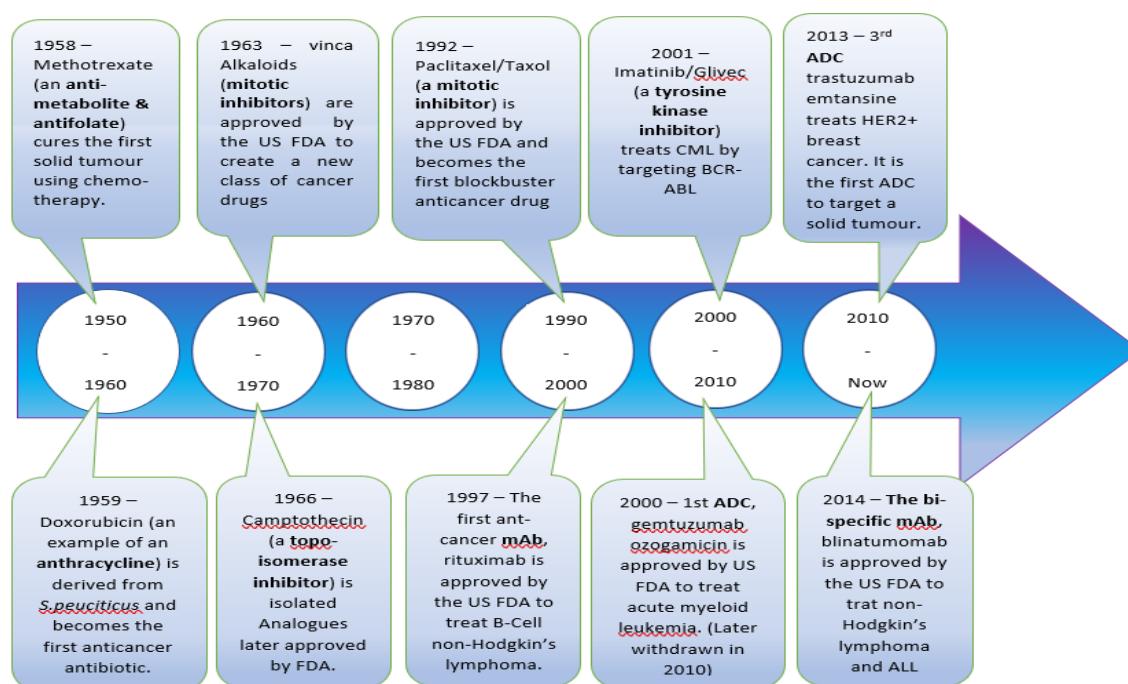 1958 –
Methotrexate
(an anti-
metabolite &
antifolate)
cures the first
solid tumour
using chemo-
therapy.
1963 – vinca
Alkaloids
(mitotic
inhibitors) are
approved by
the US FDA to
create a new
class of cancer
drugs
1992 –
Paclitaxel/Taxol
(a mitotic
inhibitor) is
approved by
the US FDA and
becomes the
first blockbuster
anticancer drug
2001 –
Imatinib/Glivec
(a tyrosine
kinase
inhibitor)
treats CML by
targeting BCR-
ABL
2013 – 3rd
ADC
trastuzumab
emtansine
treats HER2+
breast
cancer. It is
the first ADC
to target a
solid tumour.
1950
-
1960
1960
-
1970
1970
-
1980
1990
-
2000
2000
-
2010
2010
-
Now
1959 –
Doxorubicin (an
example of an
anthracycline) is
derived from
S.peuciticus and
becomes the
first anticancer
antibiotic.
1966 –
Camptothecin
(a topo-
isomerase
inhibitor) is
isolated
Analogues
later approved
by FDA.
1997 – The
first ant-
cancer mAb,
rituximab is
approved by
the US FDA to
treat B-Cell
non-Hodgkin's
lymphoma.
2000 – 1st ADC,
gemtuzumab
ozogamicin is
approved by US
FDA to treat
acute myeloid
leukemia. (Later
withdrawn in
2010)
2014 – The bi-
specific mAb,
blinatumomab
is approved by
the US FDA to
trat non-
Hodgkin's
lymphoma
and ALL